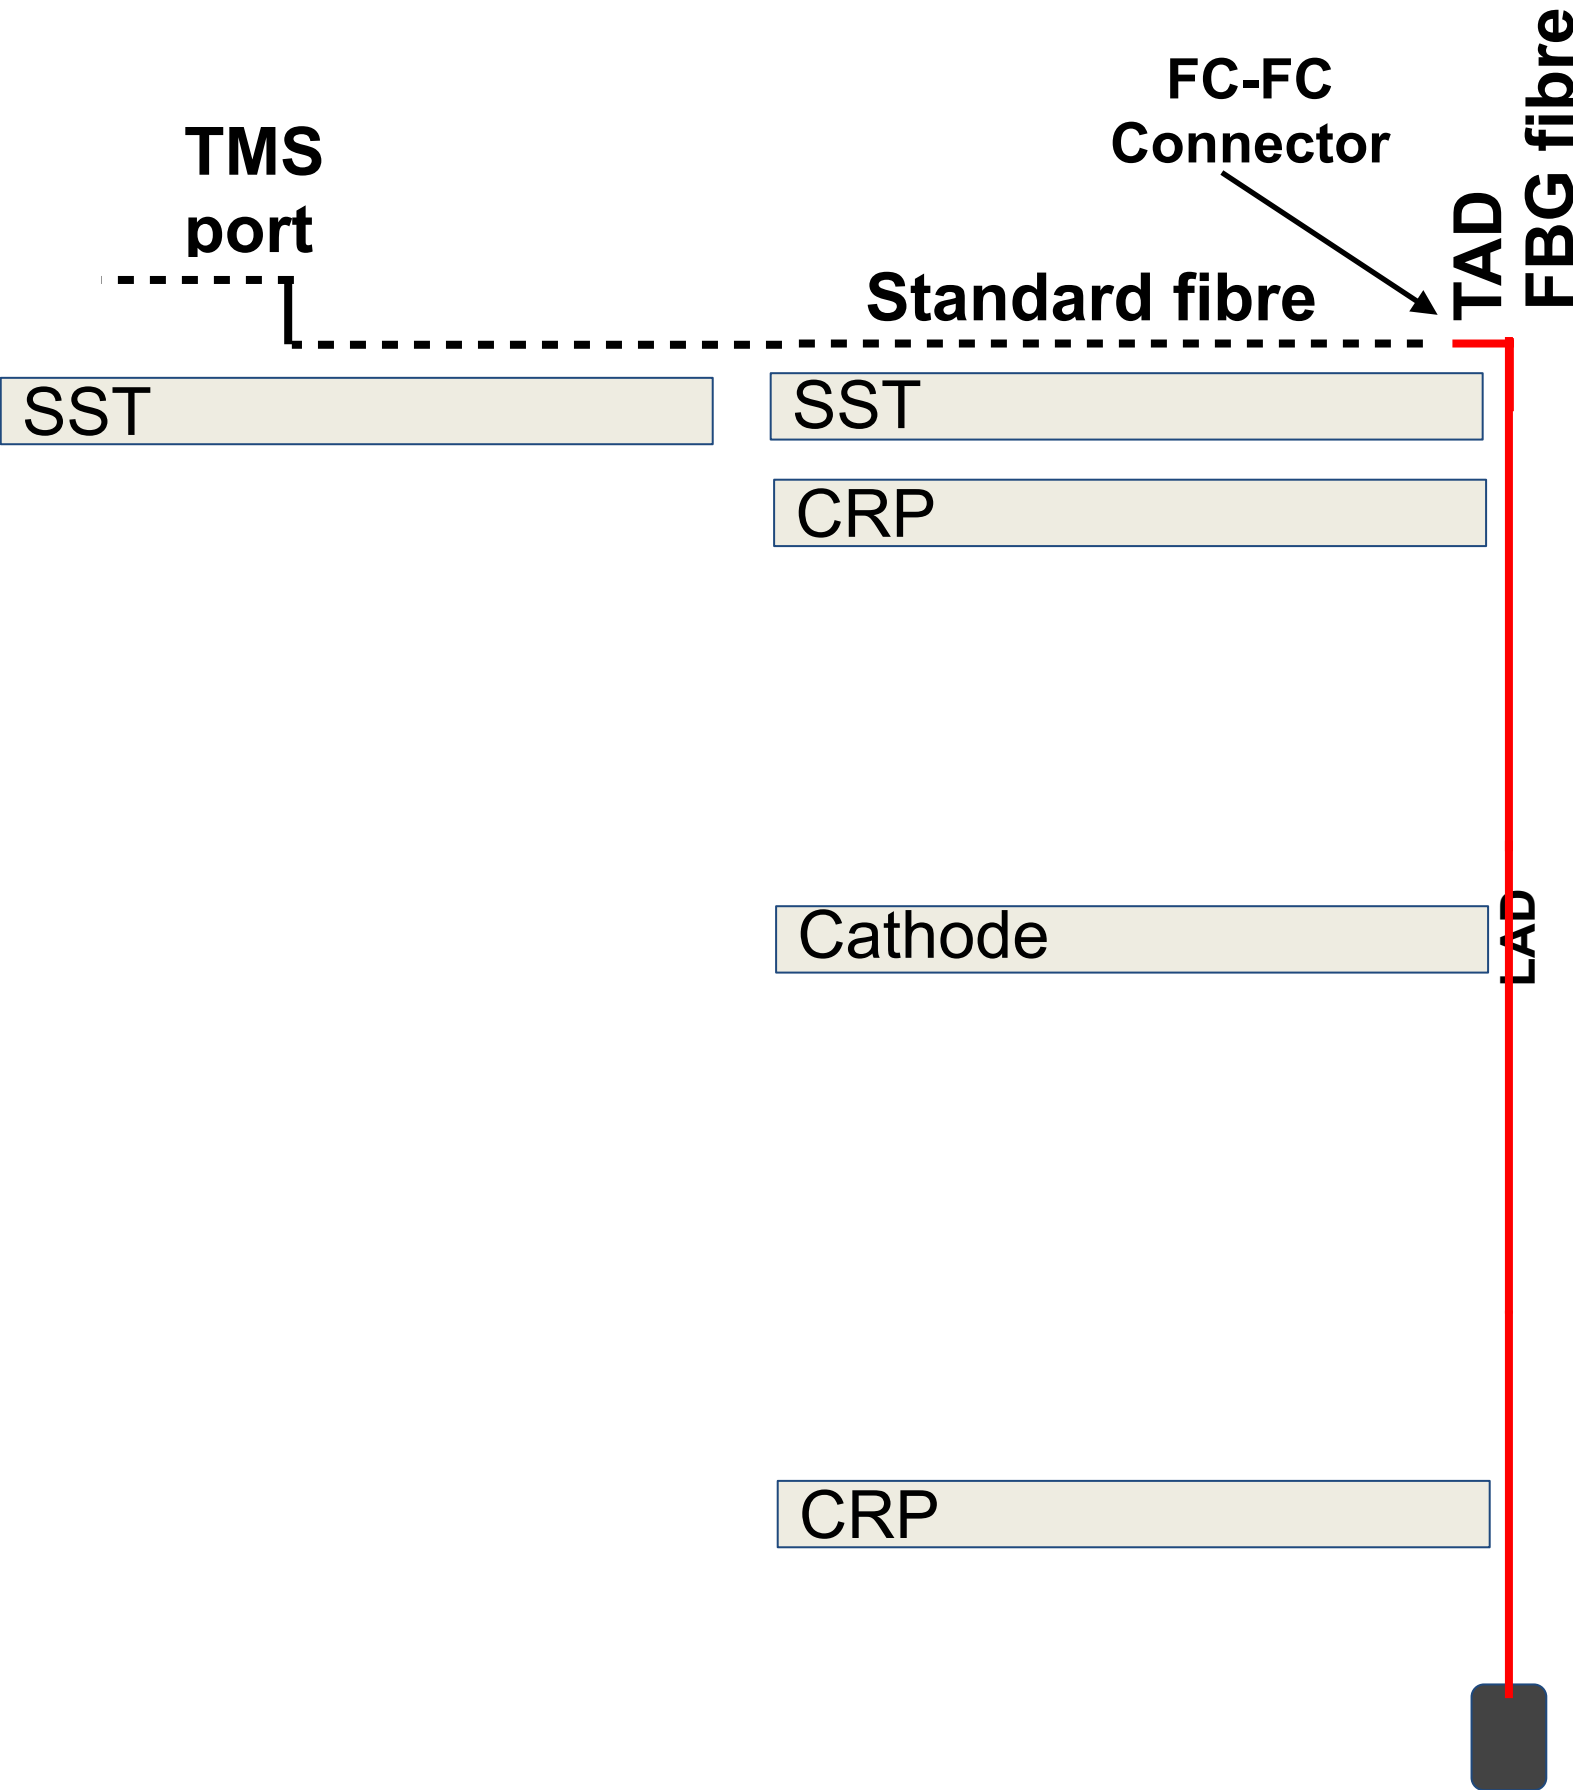 FC-FC
Connector
TMS
port
Standard fibre
TAD
FBG fibre
SST
SST
CRP
Cathode
LAD
CRP